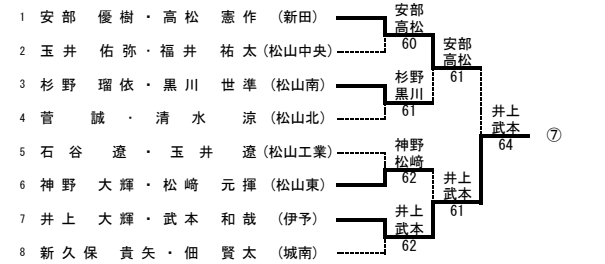 1 安部 優樹・高松 憲作 (新田)
2 玉井 佑弥・福井 祐太 (松山中央)
3 杉野 瑠依・黒川 世準 (松山南)
4 菅 誠・清水 涼 (松山北)
5 石谷 遼・玉井 遼 (松山工業)
6 神野 大輝・松﨑 元揮 (松山東)
7 井上 大輝・武本 和哉 (伊予)
8 新久保 貴矢・佃 賢太 (城南)
安部
高松
60
杉野
黒川
61
神野
松﨑
62
井上
武本
62
安部
高松
61
井上
武本
61
井上
武本
64
⑦